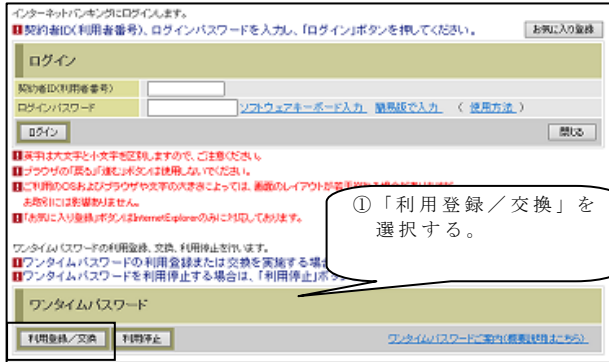 インターネットバンキングにログインします。
契約者ID(利用者番号)、ログインパスワードを入力し、「ログイン」ボタンを押してください。
お気に入り登録
ログイン
契約者ID(利用者番号)
ログインパスワード
ソフトウェアキーボード入力 簡易版で入力 ( 使用方法 )
ログイン
閉じる
英字は大文字と小文字を区別しますので、ご注意ください。
ブラウザの「戻る」「進む」ボタンは使用しないでください。
ご利用のOSおよびブラウザや文字の大きさによっては、画面のレイアウトが
お取引には影響ありません。
「お気に入り登録」ボタンはInternetExplorerのみに対応しております。
①「利用登録／交換」を
選択する。
ワンタイムパスワードの利用登録、交換、利用停止を行います。
ワンタイムパスワードの利用登録または交換を実施する場
ワンタイムパスワードを利用停止する場合は、「利用停止」ボタ
ワンタイムパスワード
利用登録／交換
利用停止
ワンタイムパスワードご案内(概要説明はこちら)